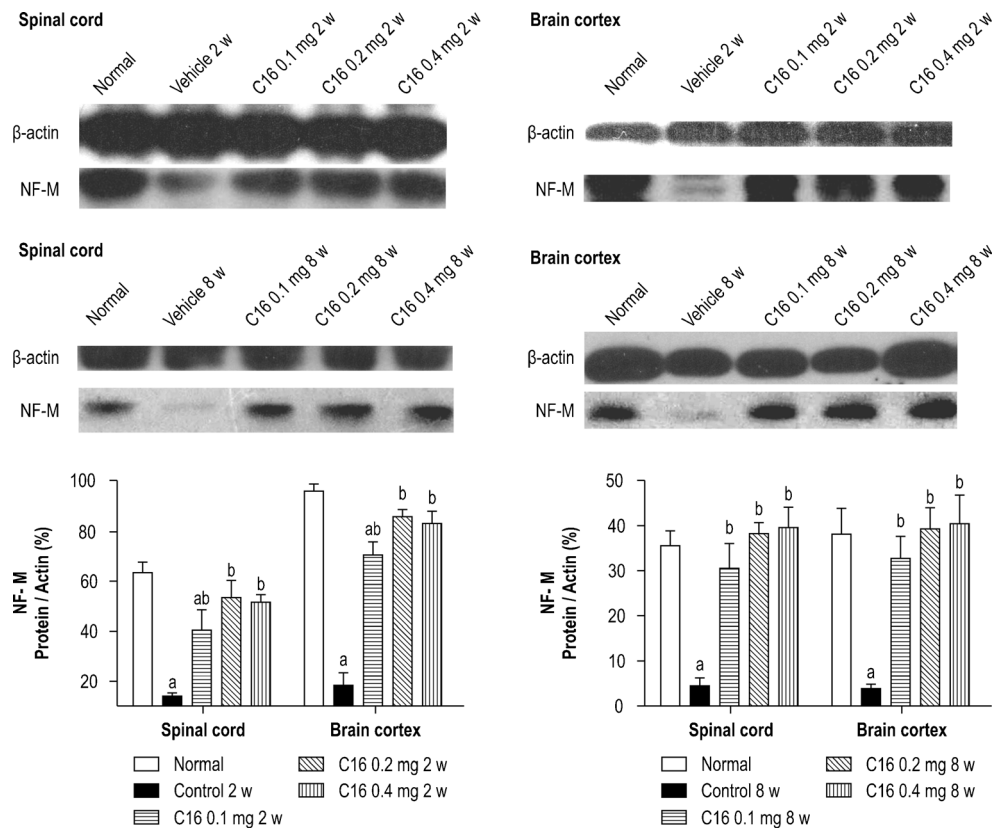 Spinal cord
Normal
Vehicle 2 w
C16 0.1 mg 2 w
C16 0.2 mg 2 w
C16 0.4 mg 2 w
β-actin
NF-M
Brain cortex
Normal
Vehicle 2 w
C16 0.1 mg 2 w
C16 0.2 mg 2 w
C16 0.4 mg 2 w
β-actin
NF-M
Spinal cord
Normal
Vehicle 8 w
C16 0.1 mg 8 w
C16 0.2 mg 8 w
C16 0.4 mg 8 w
β-actin
NF-M
Brain cortex
Normal
Vehicle 8 w
C16 0.1 mg 8 w
C16 0.2 mg 8 w
C16 0.4 mg 8 w
β-actin
NF-M
NF- M
Protein / Actin (%)
100
80
60
40
20
a
ab
b
b
a
ab
b
b
Spinal cord
Brain cortex
Normal
Control 2 w
C16 0.1 mg 2 w
C16 0.2 mg 2 w
C16 0.4 mg 2 w
NF- M
Protein / Actin (%)
50
40
30
20
10
0
a
b
b
b
a
b
b
b
Spinal cord
Brain cortex
Normal
Control 8 w
C16 0.1 mg 8 w
C16 0.2 mg 8 w
C16 0.4 mg 8 w